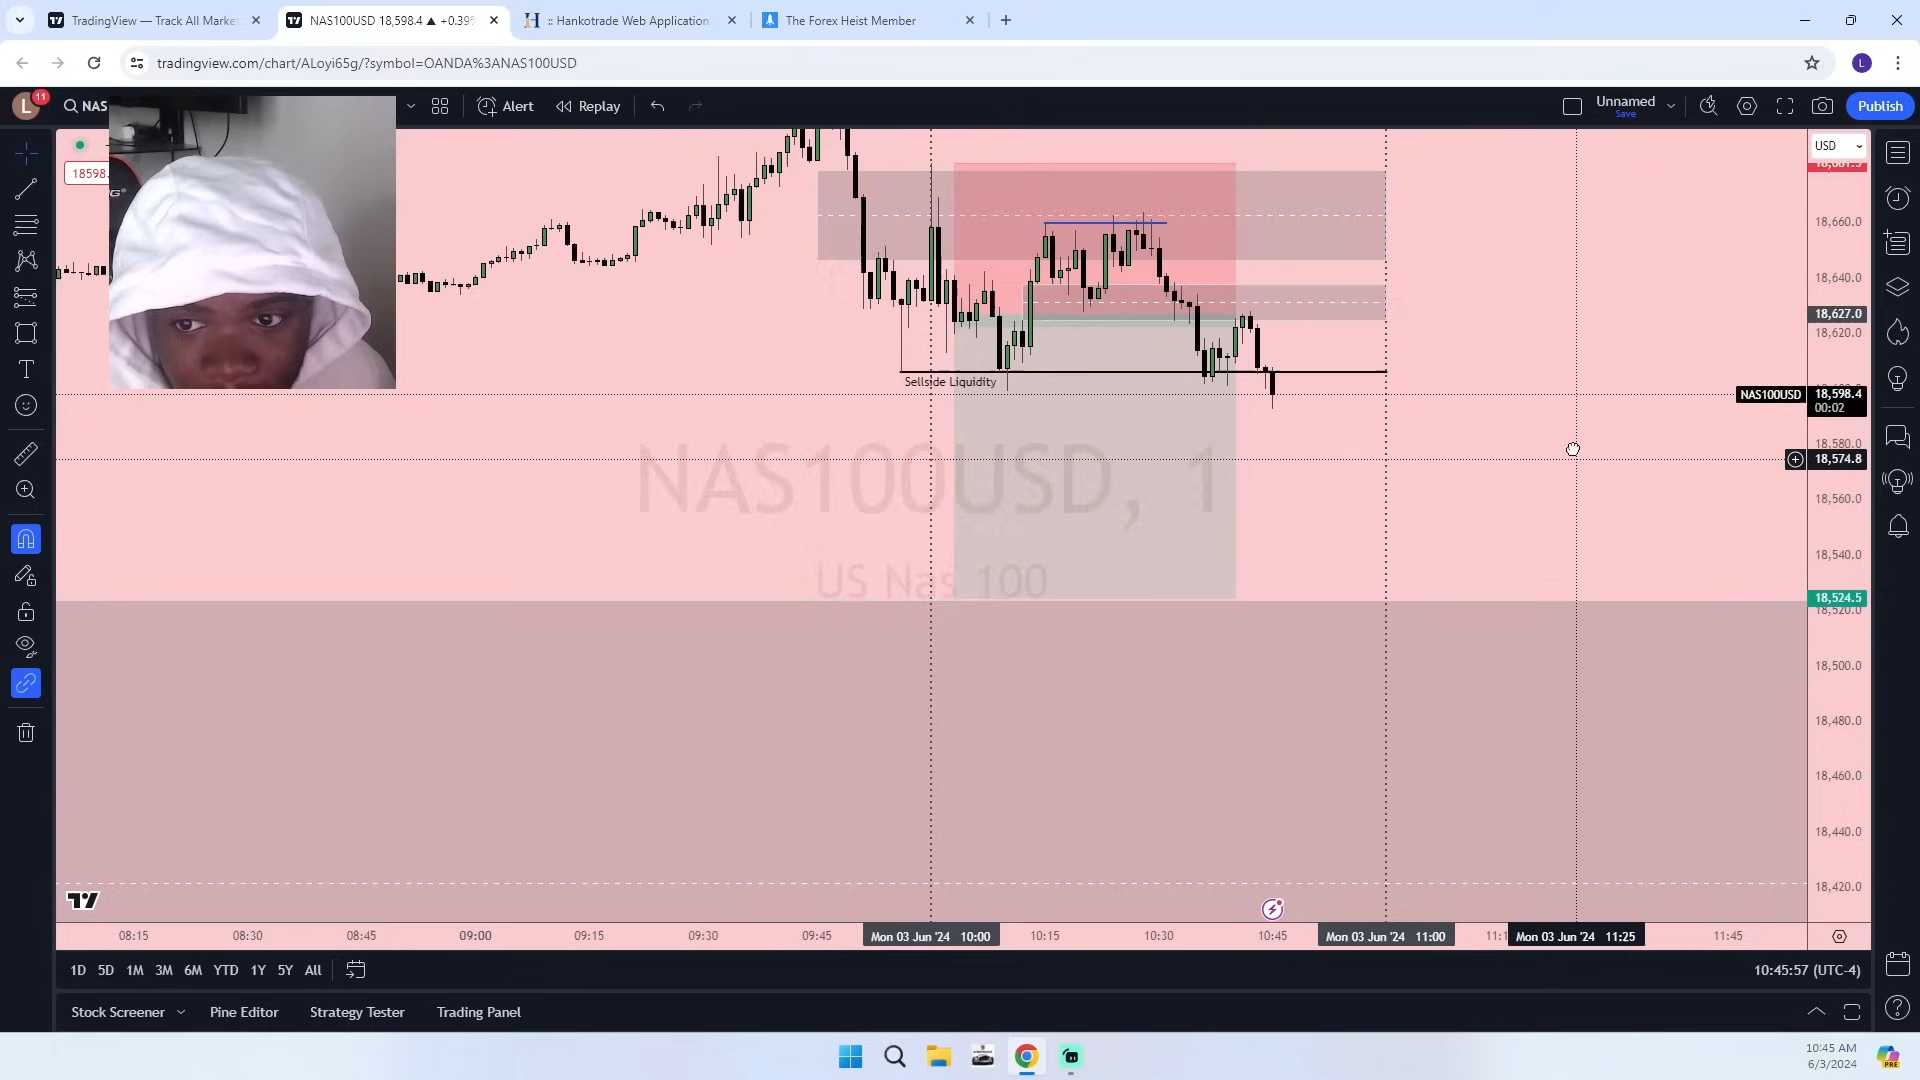 TradingView — Track All Marke
NAS100USD 18,598.4 ▲ +0.39%
:: Hankotrade Web Application
The Forex Heist Member
tradingview.com/chart/ALoyi65g/?symbol=OANDA%3ANAS100USD
L
L
11
NAS
Alert
Replay
Unnamed
Save
Publish
USD
18598.
18,660.0
18,640.0
18,627.0
18,620.0
Sellside Liquidity
NAS100USD
18,598.4
00:02
18,580.0
18,574.8
NAS100USD, 1
US Nas 100
18,560.0
18,540.0
18,524.5
18,520.0
18,500.0
18,480.0
18,460.0
18,440.0
18,420.0
08:15
08:30
08:45
09:00
09:15
09:30
09:45
Mon 03 Jun '24 10:00
10:15
10:30
10:45
Mon 03 Jun '24 11:00
11:1
Mon 03 Jun '24 11:25
11:45
1D
5D
1M
3M
6M
YTD
1Y
5Y
All
10:45:57 (UTC-4)
Stock Screener
Pine Editor
Strategy Tester
Trading Panel
10:45 AM
6/3/2024
PRE